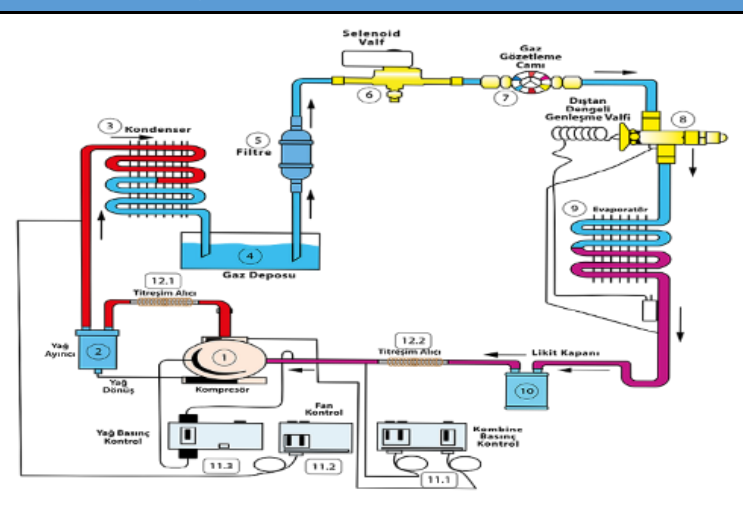 Selenoid
Valf
6
Gaz
Gözetleme
Camı
7
Dıştan
Dengeli
Genleşme Valfi
8
3
Kondenser
5
Filtre
9
Evaporatör
4
Gaz Deposu
12.1
Titreşim Alıcı
Yağ
Ayırıcı
2
Yağ
Dönüş
1
Kompresör
12.2
Titreşim Alıcı
Likit Kapanı
10
Yağ Basınç
Kontrol
11.3
Fan
Kontrol
11.2
Kombine
Basınç
Kontrol
11.1